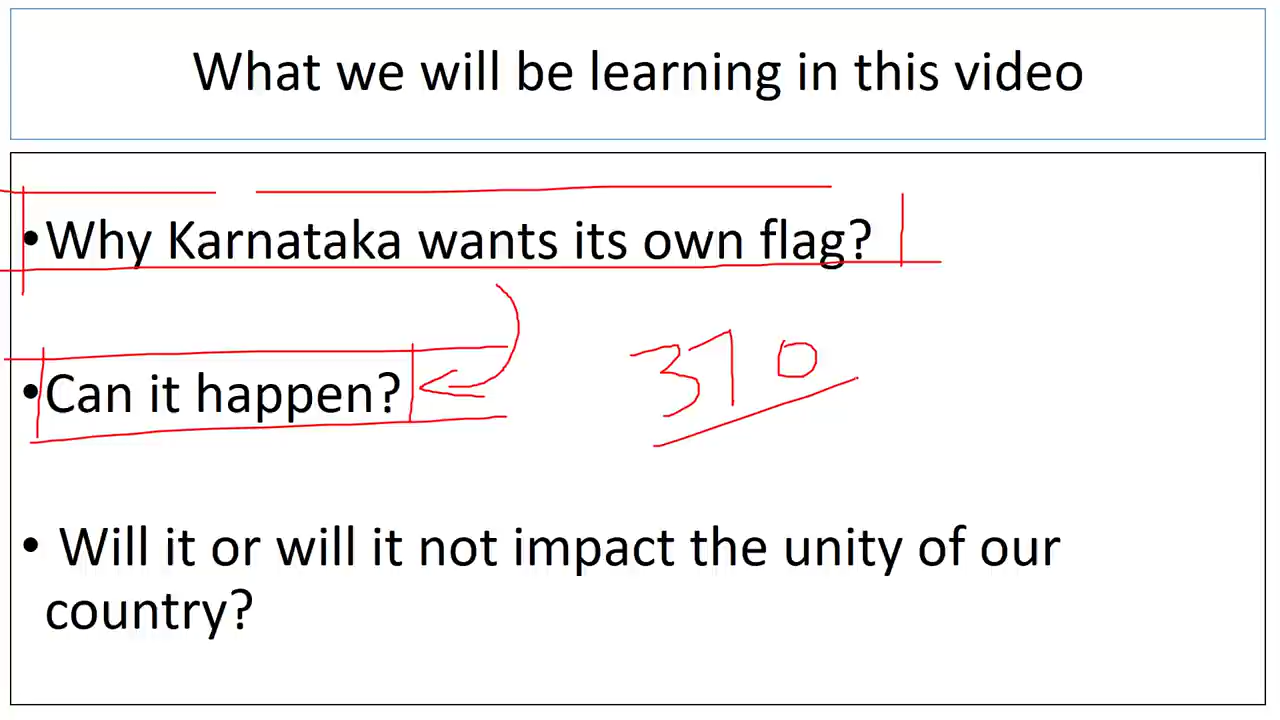 What we will be learning in this video
•Why Karnataka wants its own flag?
•Can it happen?
370
• Will it or will it not impact the unity of our
country?